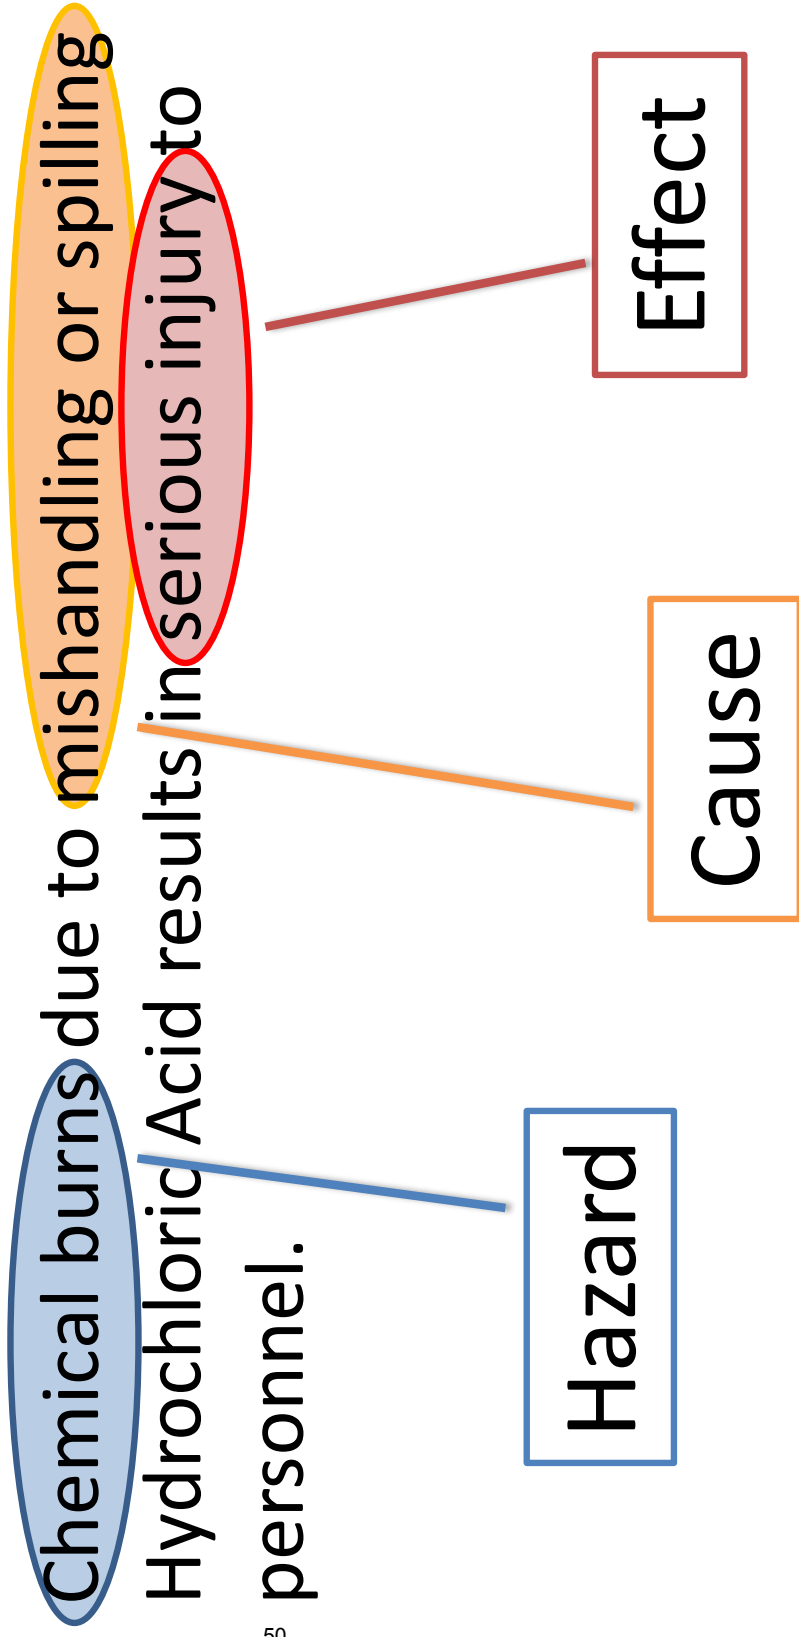 Chemical burns due to mishandling or spilling
Hydrochloric Acid results in serious injury to
personnel.
Hazard
Cause
Effect
50